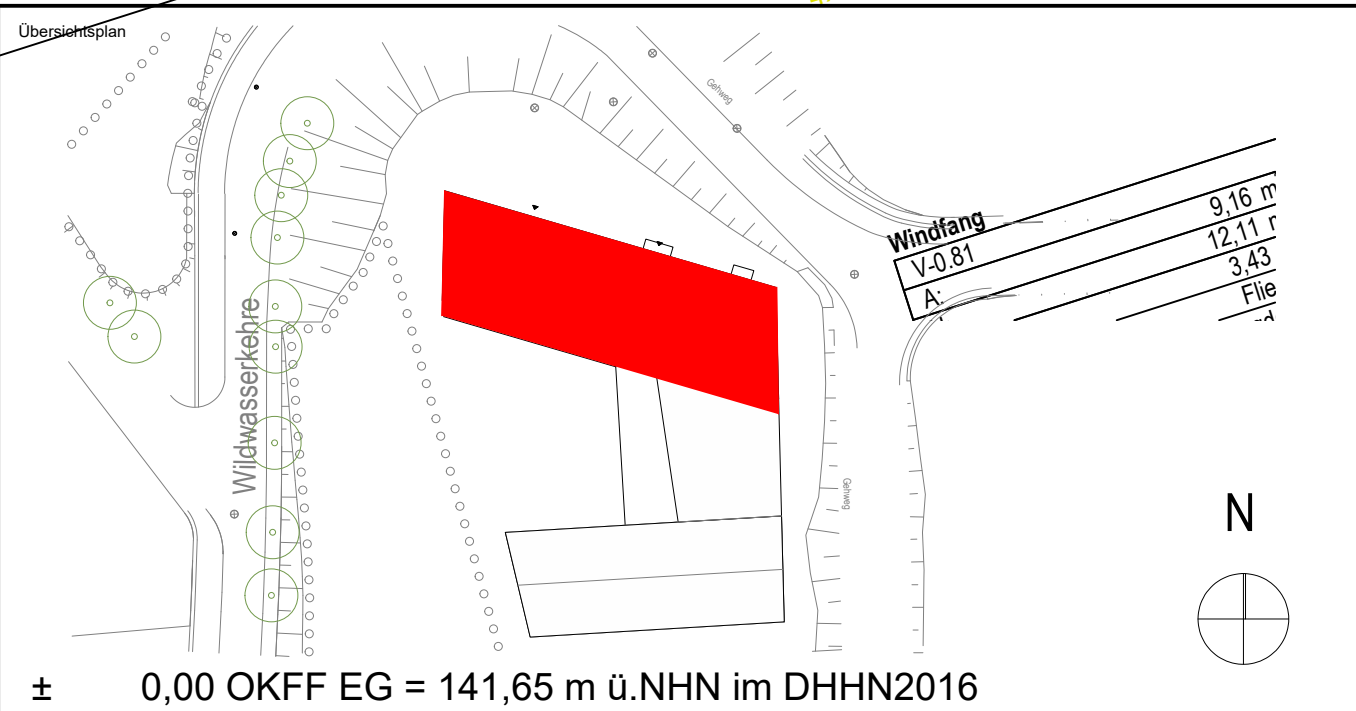 Übersichtsplan
Gehweg
Windfang
V-0.81
9,16 m
A:
12,11
3,43
Wildwasserkehre
Gehweg
N
± 0,00 OKFF EG = 141,65 m ü.NHN im DHHN2016